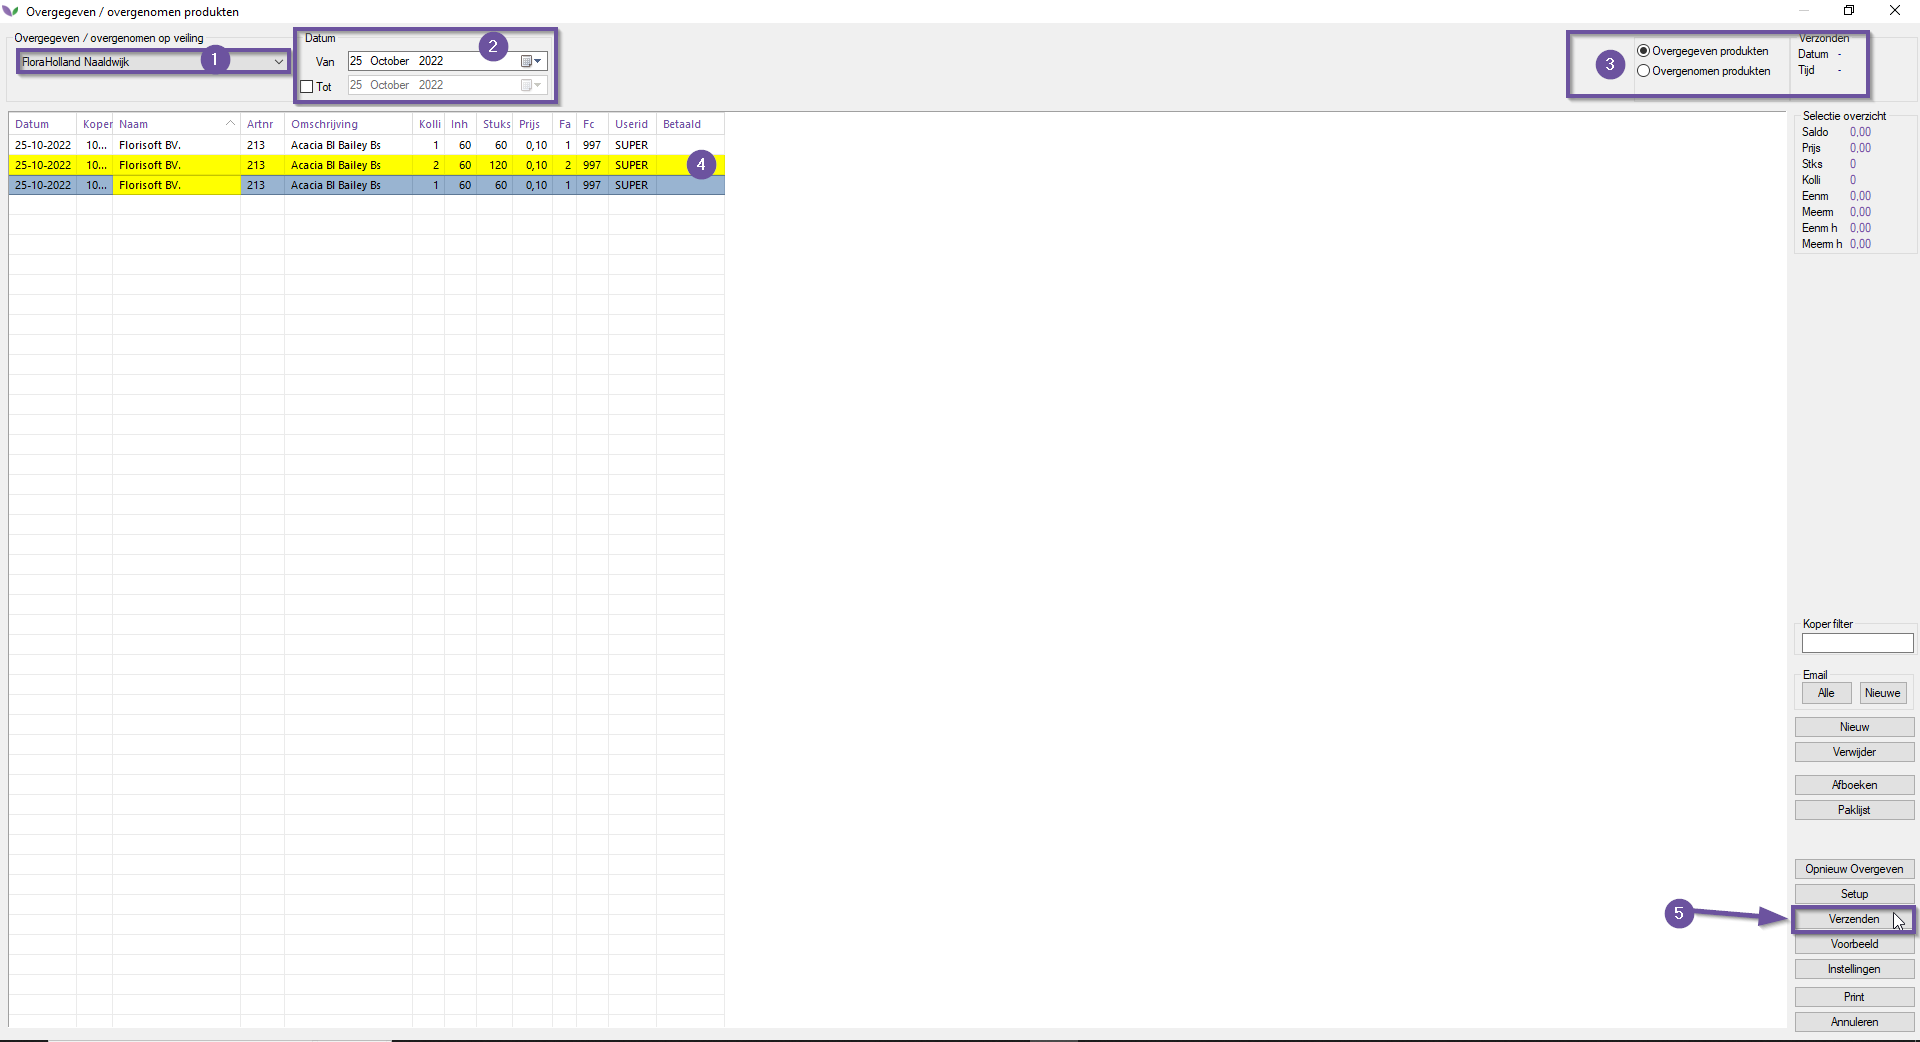 Overgegeven / overgenomen produkten
Overgegeven / overgenomen op veiling
FloraHolland Naaldwijk
1
Datum
2
Van 25 October 2022
Tot 25 October 2022
3
Overgegeven produkten
Overgenomen produkten
Verzonden
Datum -
Tijd -
Datum Koper Naam Artnr Omschrijving Kolli Inh Stuks Prijs Fa Fc Userid Betaald
25-10-2022 10... Florisoft BV. 213 Acacia Bl Bailey Bs 1 60 60 0,10 1 997 SUPER
25-10-2022 10... Florisoft BV. 213 Acacia Bl Bailey Bs 2 60 120 0,10 2 997 SUPER 4
25-10-2022 10... Florisoft BV. 213 Acacia Bl Bailey Bs 1 60 60 0,10 1 997 SUPER
Selectie overzicht
Saldo 0,00
Prijs 0,00
Stks 0
Kolli 0
Eenm 0,00
Meerm 0,00
Eenm h 0,00
Meerm h 0,00
Koper filter
Email
Alle Nieuwe
Nieuw
Verwijder
Afboeken
Paklijst
Opnieuw Overgeven
Setup
5 Verzenden
Voorbeeld
Instellingen
Print
Annuleren